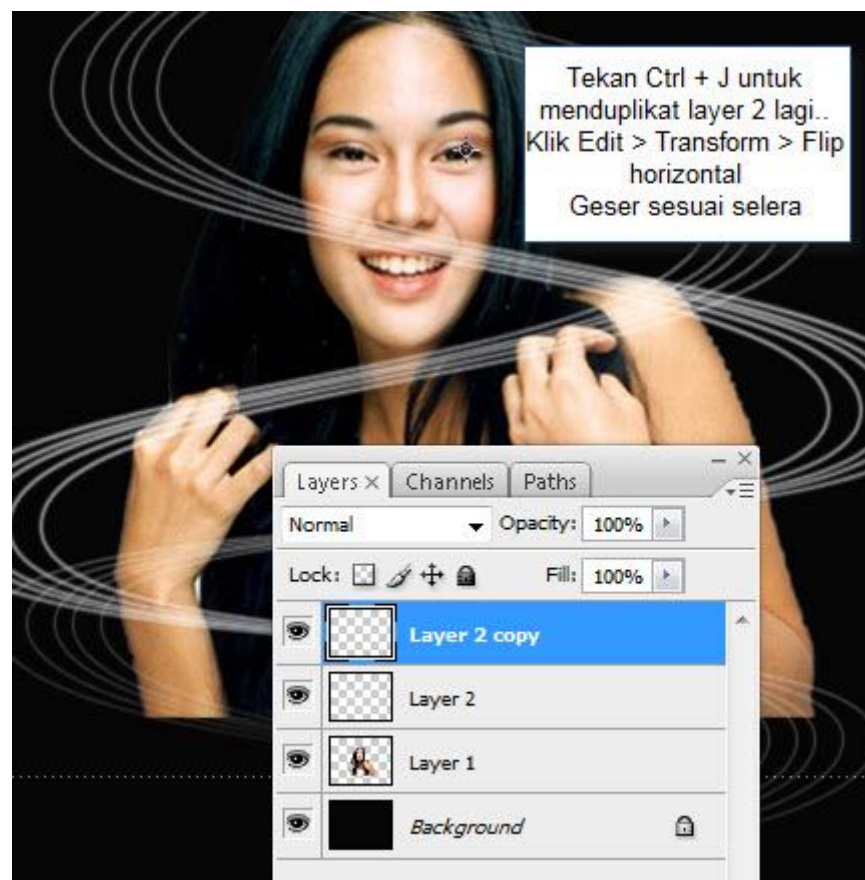 Tekan Ctrl + J untuk
menduplikat layer 2 lagi..
Klik Edit > Transform > Flip
horizontal
Geser sesuai selera
Layers × Channels Paths
Normal Opacity: 100%
Lock: Fill: 100%
Layer 2 copy
Layer 2
Layer 1
Background